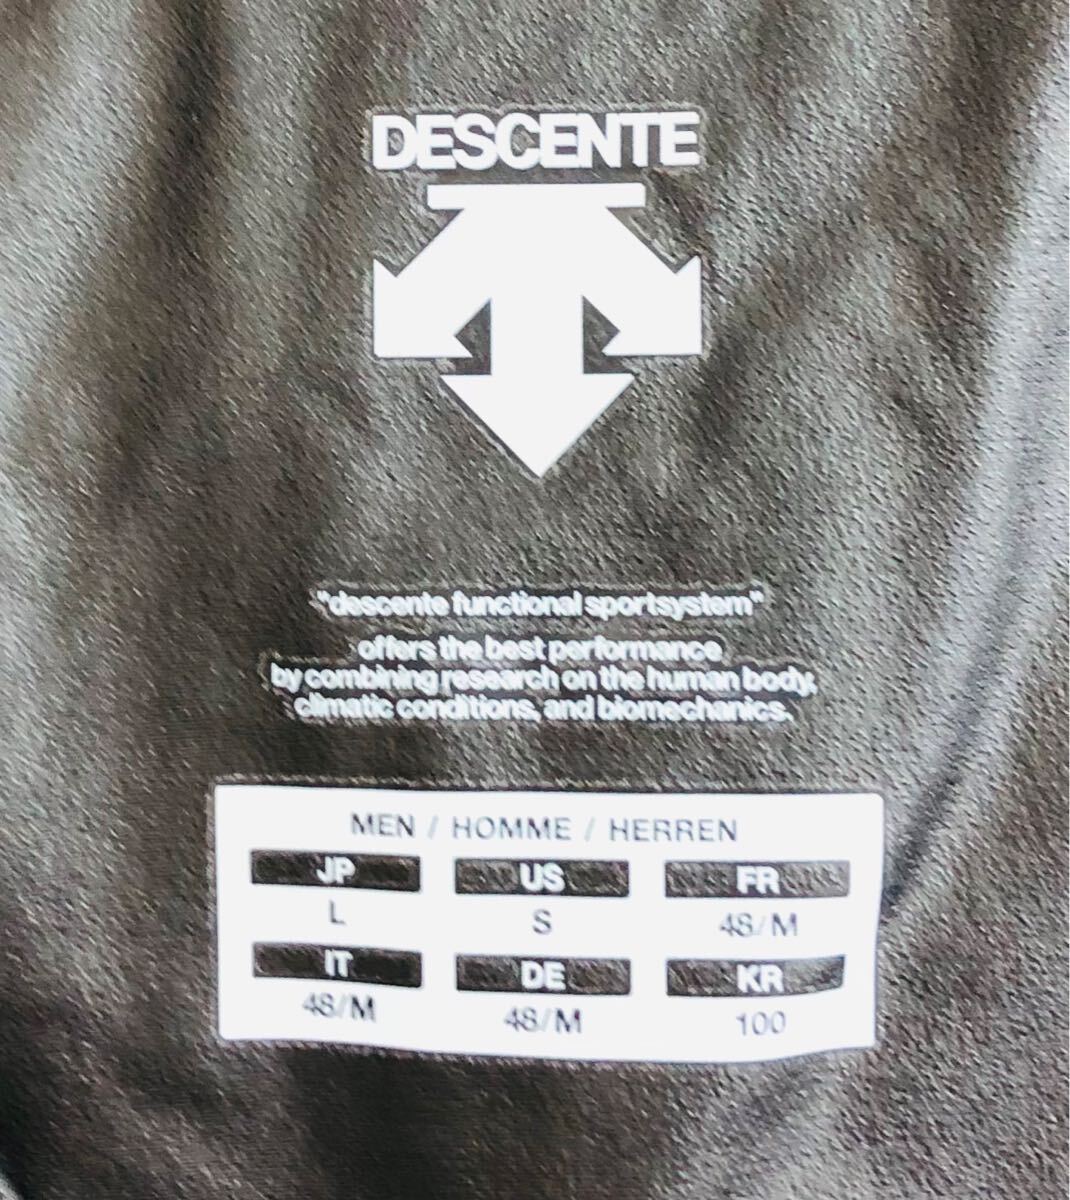 DESCENTE
"descente functional sportsystem"
offers the best performance
by combining research on the human body,
climatic conditions, and biomechanics.
MEN / HOMME / HERREN
JP US FR
L S 48/M
IT DE KR
48/M 48/M 100